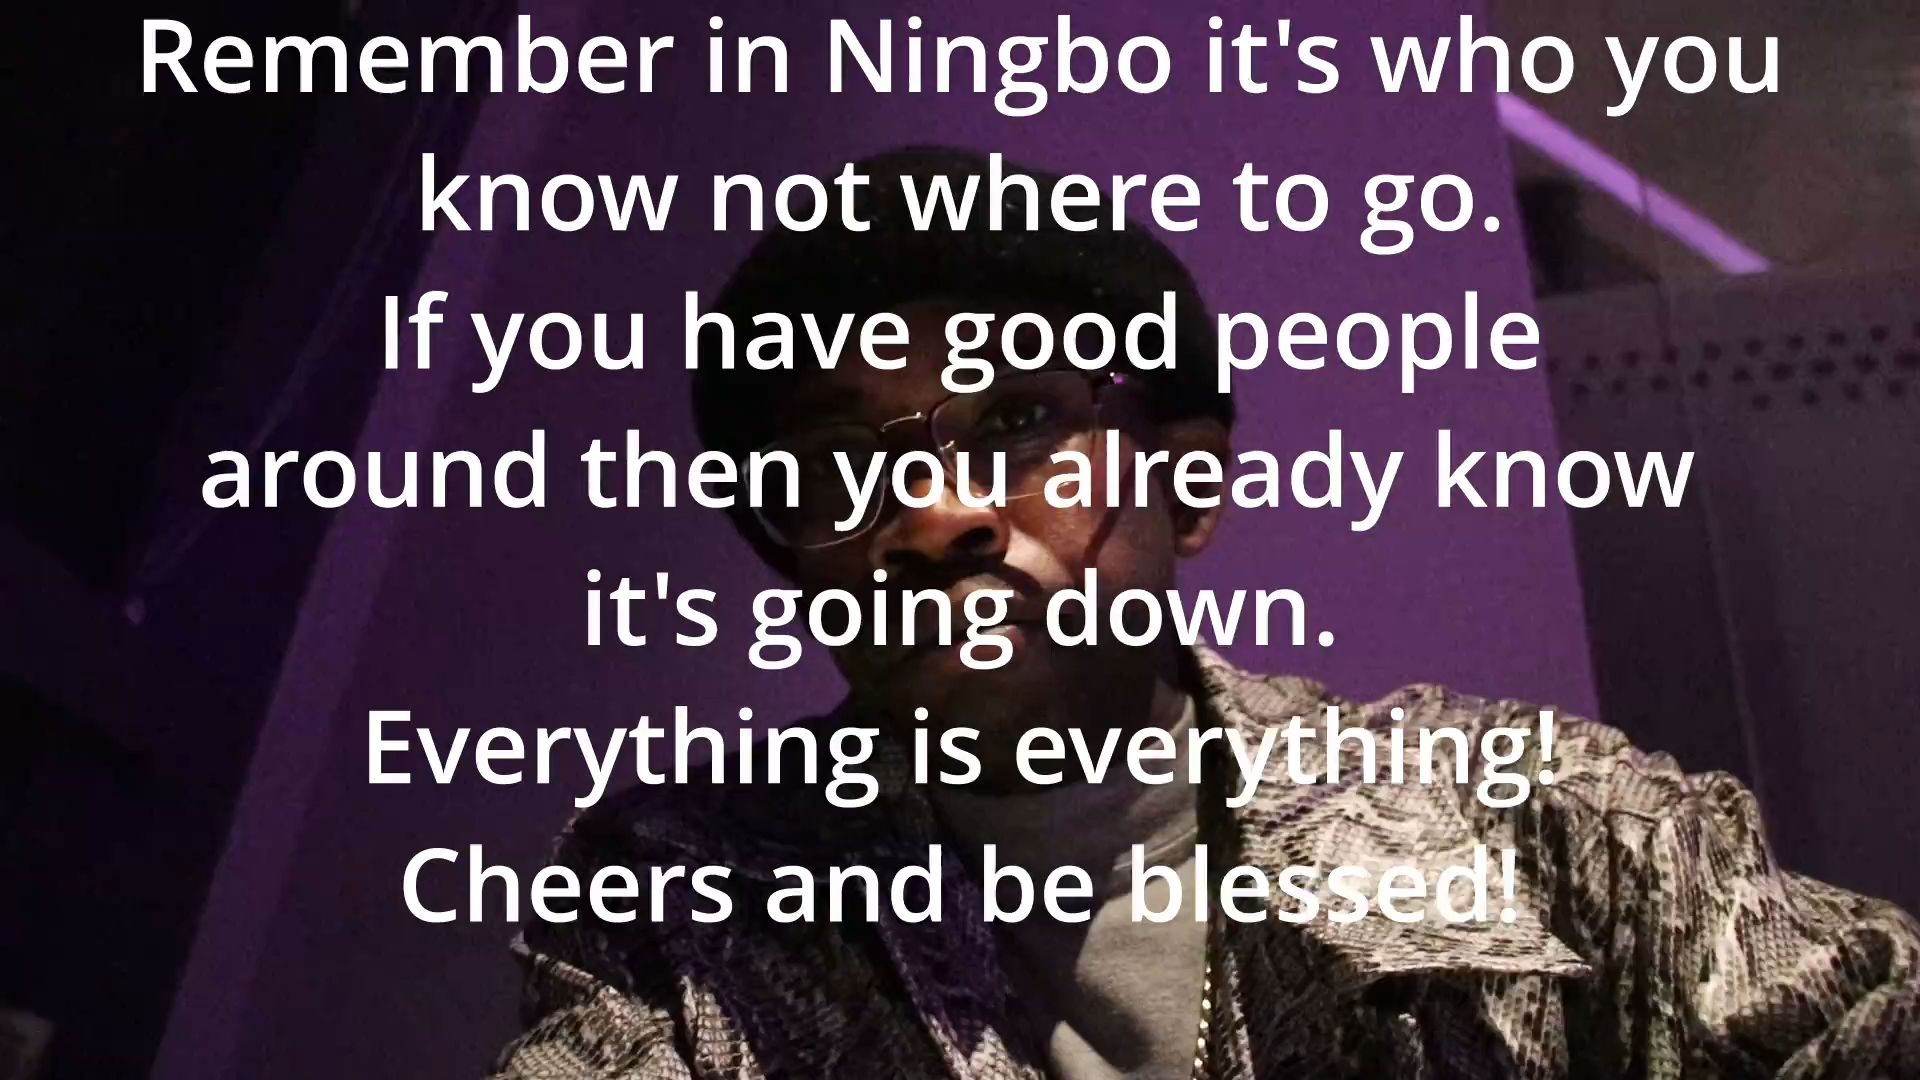 Remember in Ningbo it's who you
know not where to go.
If you have good people
around then you already know
it's going down.
Everything is everything!
Cheers and be blessed!